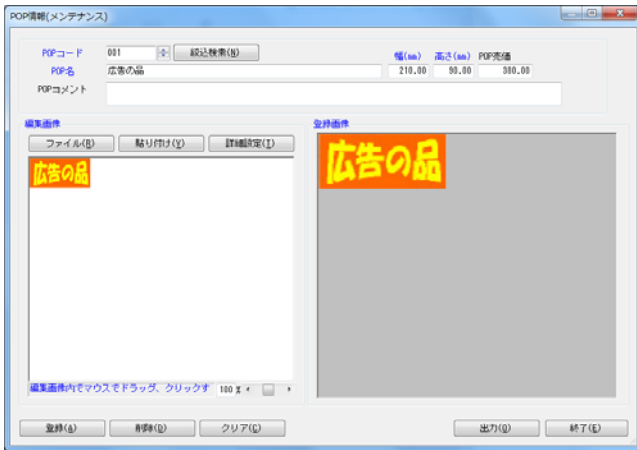 POP情報(メンテナンス)
POPコード 001 絞込検索(N)
幅(mm) 高さ(mm) POP売価
POP名 広告の品 210.00 90.00 380.00
POPコメント
編集画像
登録画像
ファイル(R) 貼り付け(V) 詳細設定(I)
広告の品
広告の品
編集画像内でマウスでドラッグ、クリックす 100 %
登録(A) 削除(D) クリア(C) 出力(O) 終了(E)